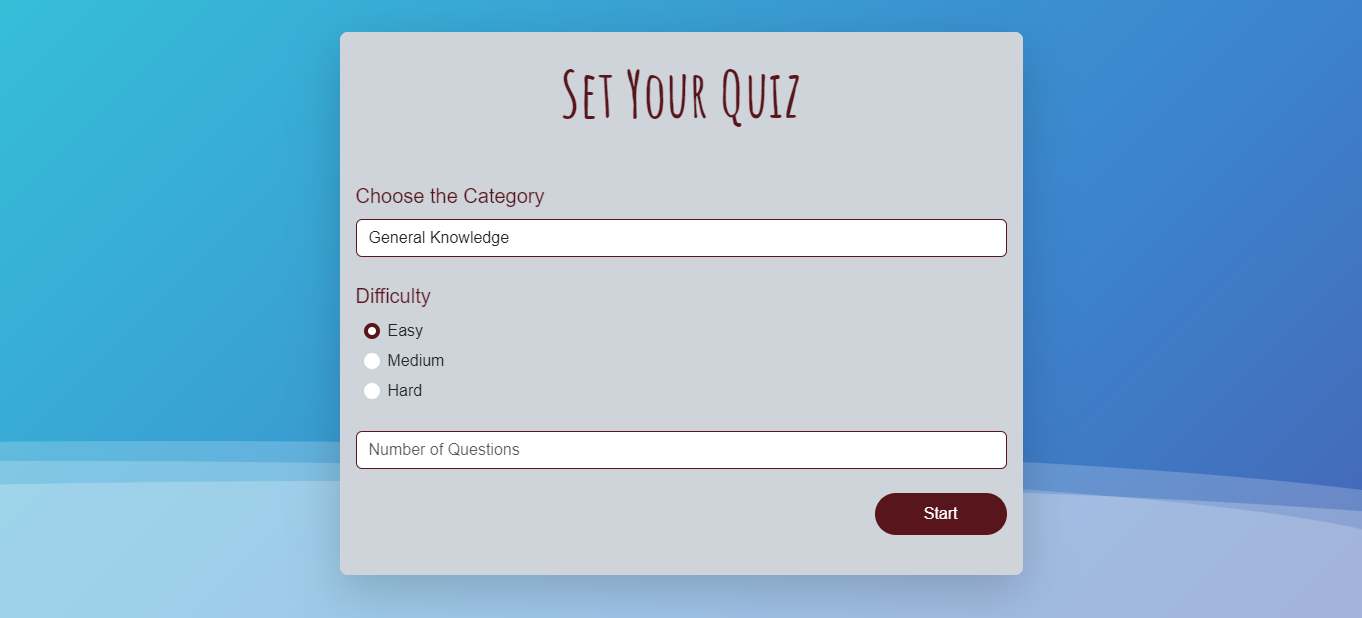 Set Your Quiz
Choose the Category
General Knowledge
Difficulty
Easy
Medium
Hard
Number of Questions
Start